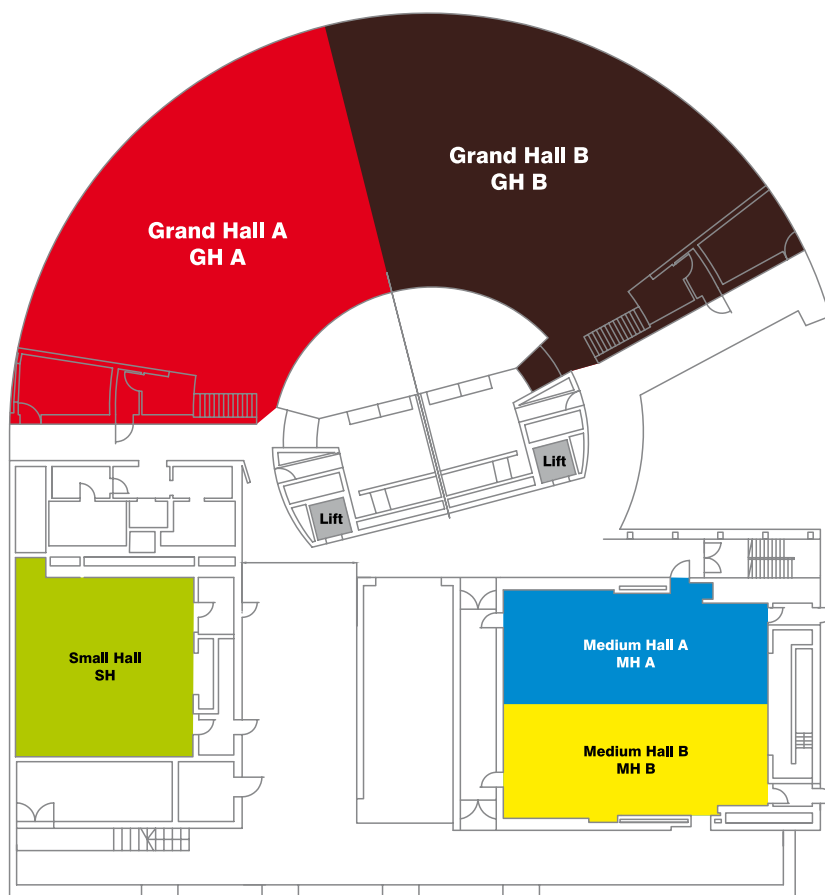 Grand Hall B
GH B
Grand Hall A
GH A
Lift
Lift
Small Hall
SH
Medium Hall A
MH A
Medium Hall B
MH B